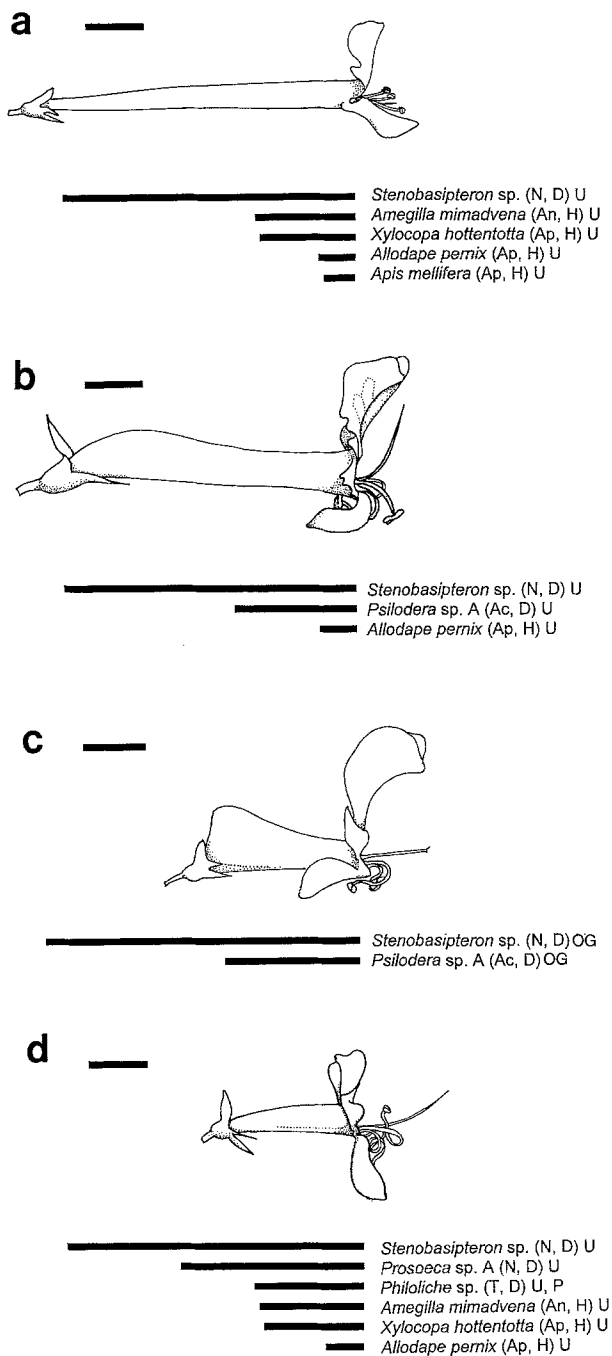 a
Stenobasipteron sp. (N, D) U
Amegilla mimadvena (An, H) U
Xylocopa hottentotta (Ap, H) U
Allodape pernix (Ap, H) U
Apis mellifera (Ap, H) U
b
Stenobasipteron sp. (N, D) U
Psilodera sp. A (Ac, D) U
Allodape pernix (Ap, H) U
c
Stenobasipteron sp. (N, D) OG
Psilodera sp. A (Ac, D) OG
d
Stenobasipteron sp. (N, D) U
Prosoeca sp. A (N, D) U
Philoliche sp. (T, D) U, P
Amegilla mimadvena (An, H) U
Xylocopa hottentotta (Ap, H) U
Allodape pernix (Ap, H) U